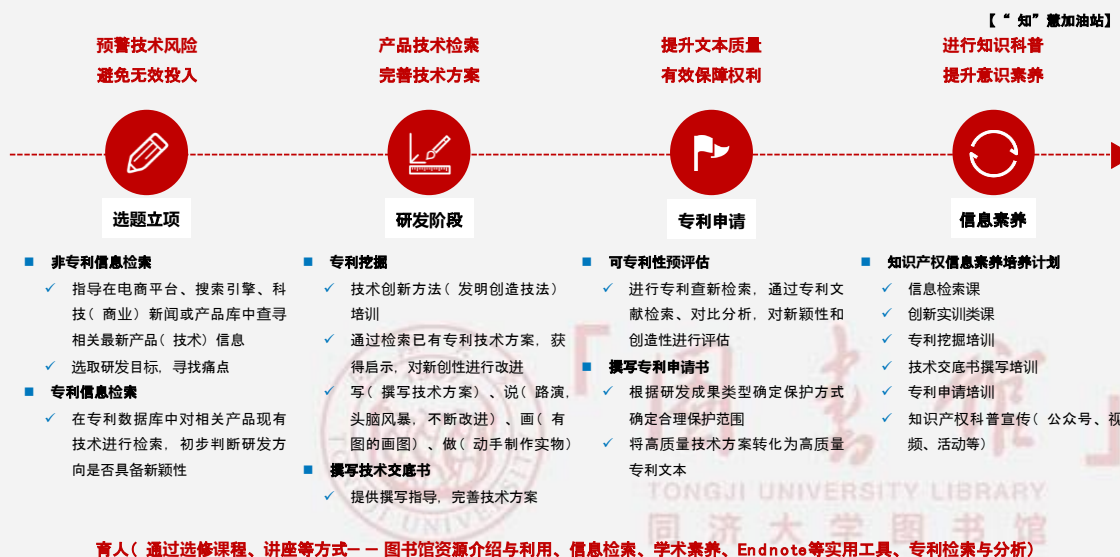 【“知”慧加油站】
预警技术风险
避免无效投入
产品技术检索
完善技术方案
提升文本质量
有效保障权利
进行知识科普
提升意识素养
选题立项
研发阶段
专利申请
信息素养
非专利信息检索
指导在电商平台、搜索引擎、科
技（商业）新闻或产品库中查寻
相关最新产品（技术）信息
选取研发目标，寻找痛点
专利信息检索
在专利数据库中对相关产品现有
技术进行检索，初步判断研发方
向是否具备新颖性
专利挖掘
技术创新方法（发明创造技法）
培训
通过检索已有专利技术方案，获
得启示，对新创性进行改进
写（撰写技术方案）、说（路演，
头脑风暴，不断改进）、画（有
图的画图）、做（动手制作实物）
撰写技术交底书
提供撰写指导，完善技术方案
可专利性预评估
进行专利查新检索，通过专利文
献检索、对比分析，对新颖性和
创造性进行评估
撰写专利申请书
根据研发成果类型确定保护方式
确定合理保护范围
将高质量技术方案转化为高质量
专利文本
知识产权信息素养培养计划
信息检索课
创新实训类课
专利挖掘培训
技术交底书撰写培训
专利申请培训
知识产权科普宣传（公众号、视
频、活动等）
「图书馆」
TONGJI UNIVERSITY LIBRARY
同济大学图书馆
育人（通过选修课程、讲座等方式——图书馆资源介绍与利用、信息检索、学术素养、Endnote等实用工具、专利检索与分析）